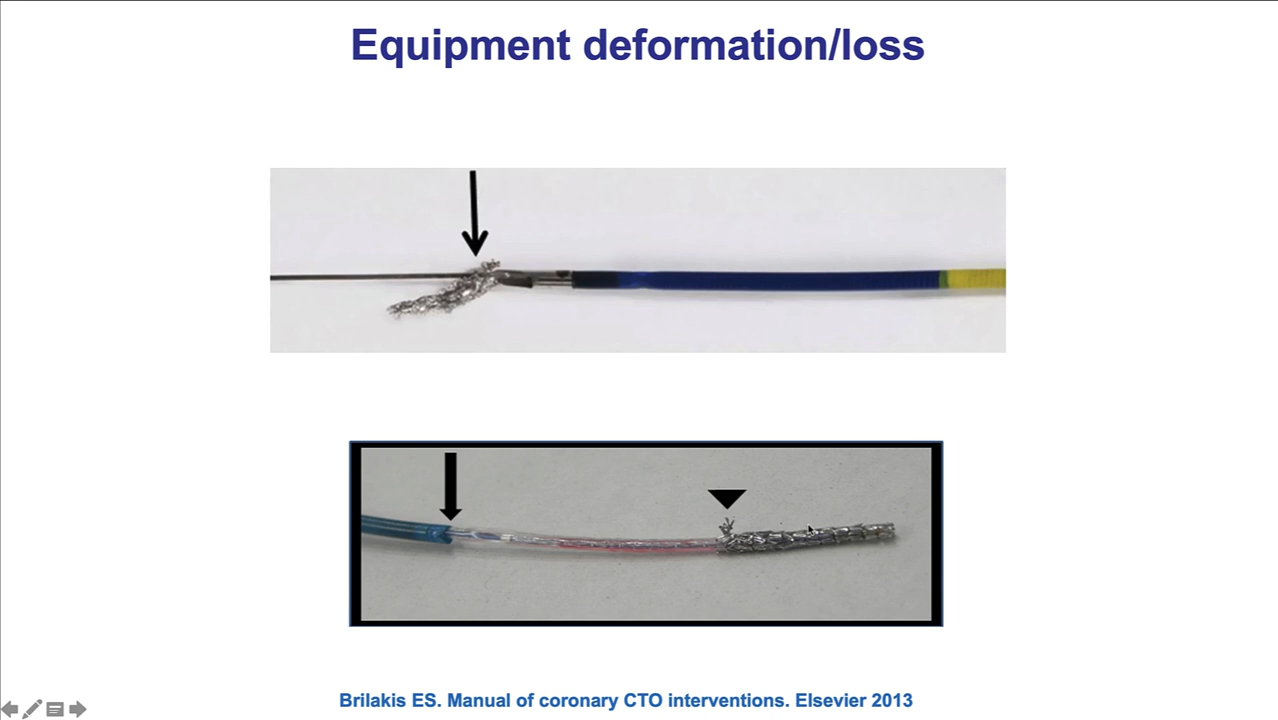 Equipment deformation/loss
Brilakis ES. Manual of coronary CTO interventions. Elsevier 2013